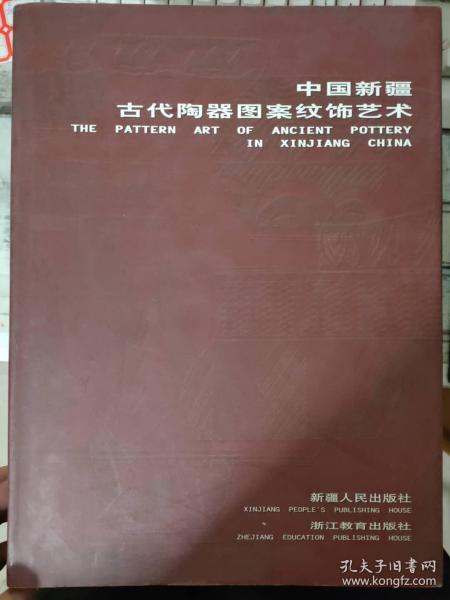 中国新疆
古代陶器图案纹饰艺术
THE PATTERN ART OF ANCIENT POTTERY
IN XINJIANG CHINA
新疆人民出版社
XINJIANG PEOPLE'S PUBLISHING HOUSE
浙江教育出版社
ZHEJIANG EDUCATION PUBLISHING HOUSE
孔夫子旧书网
www.kongfz.com